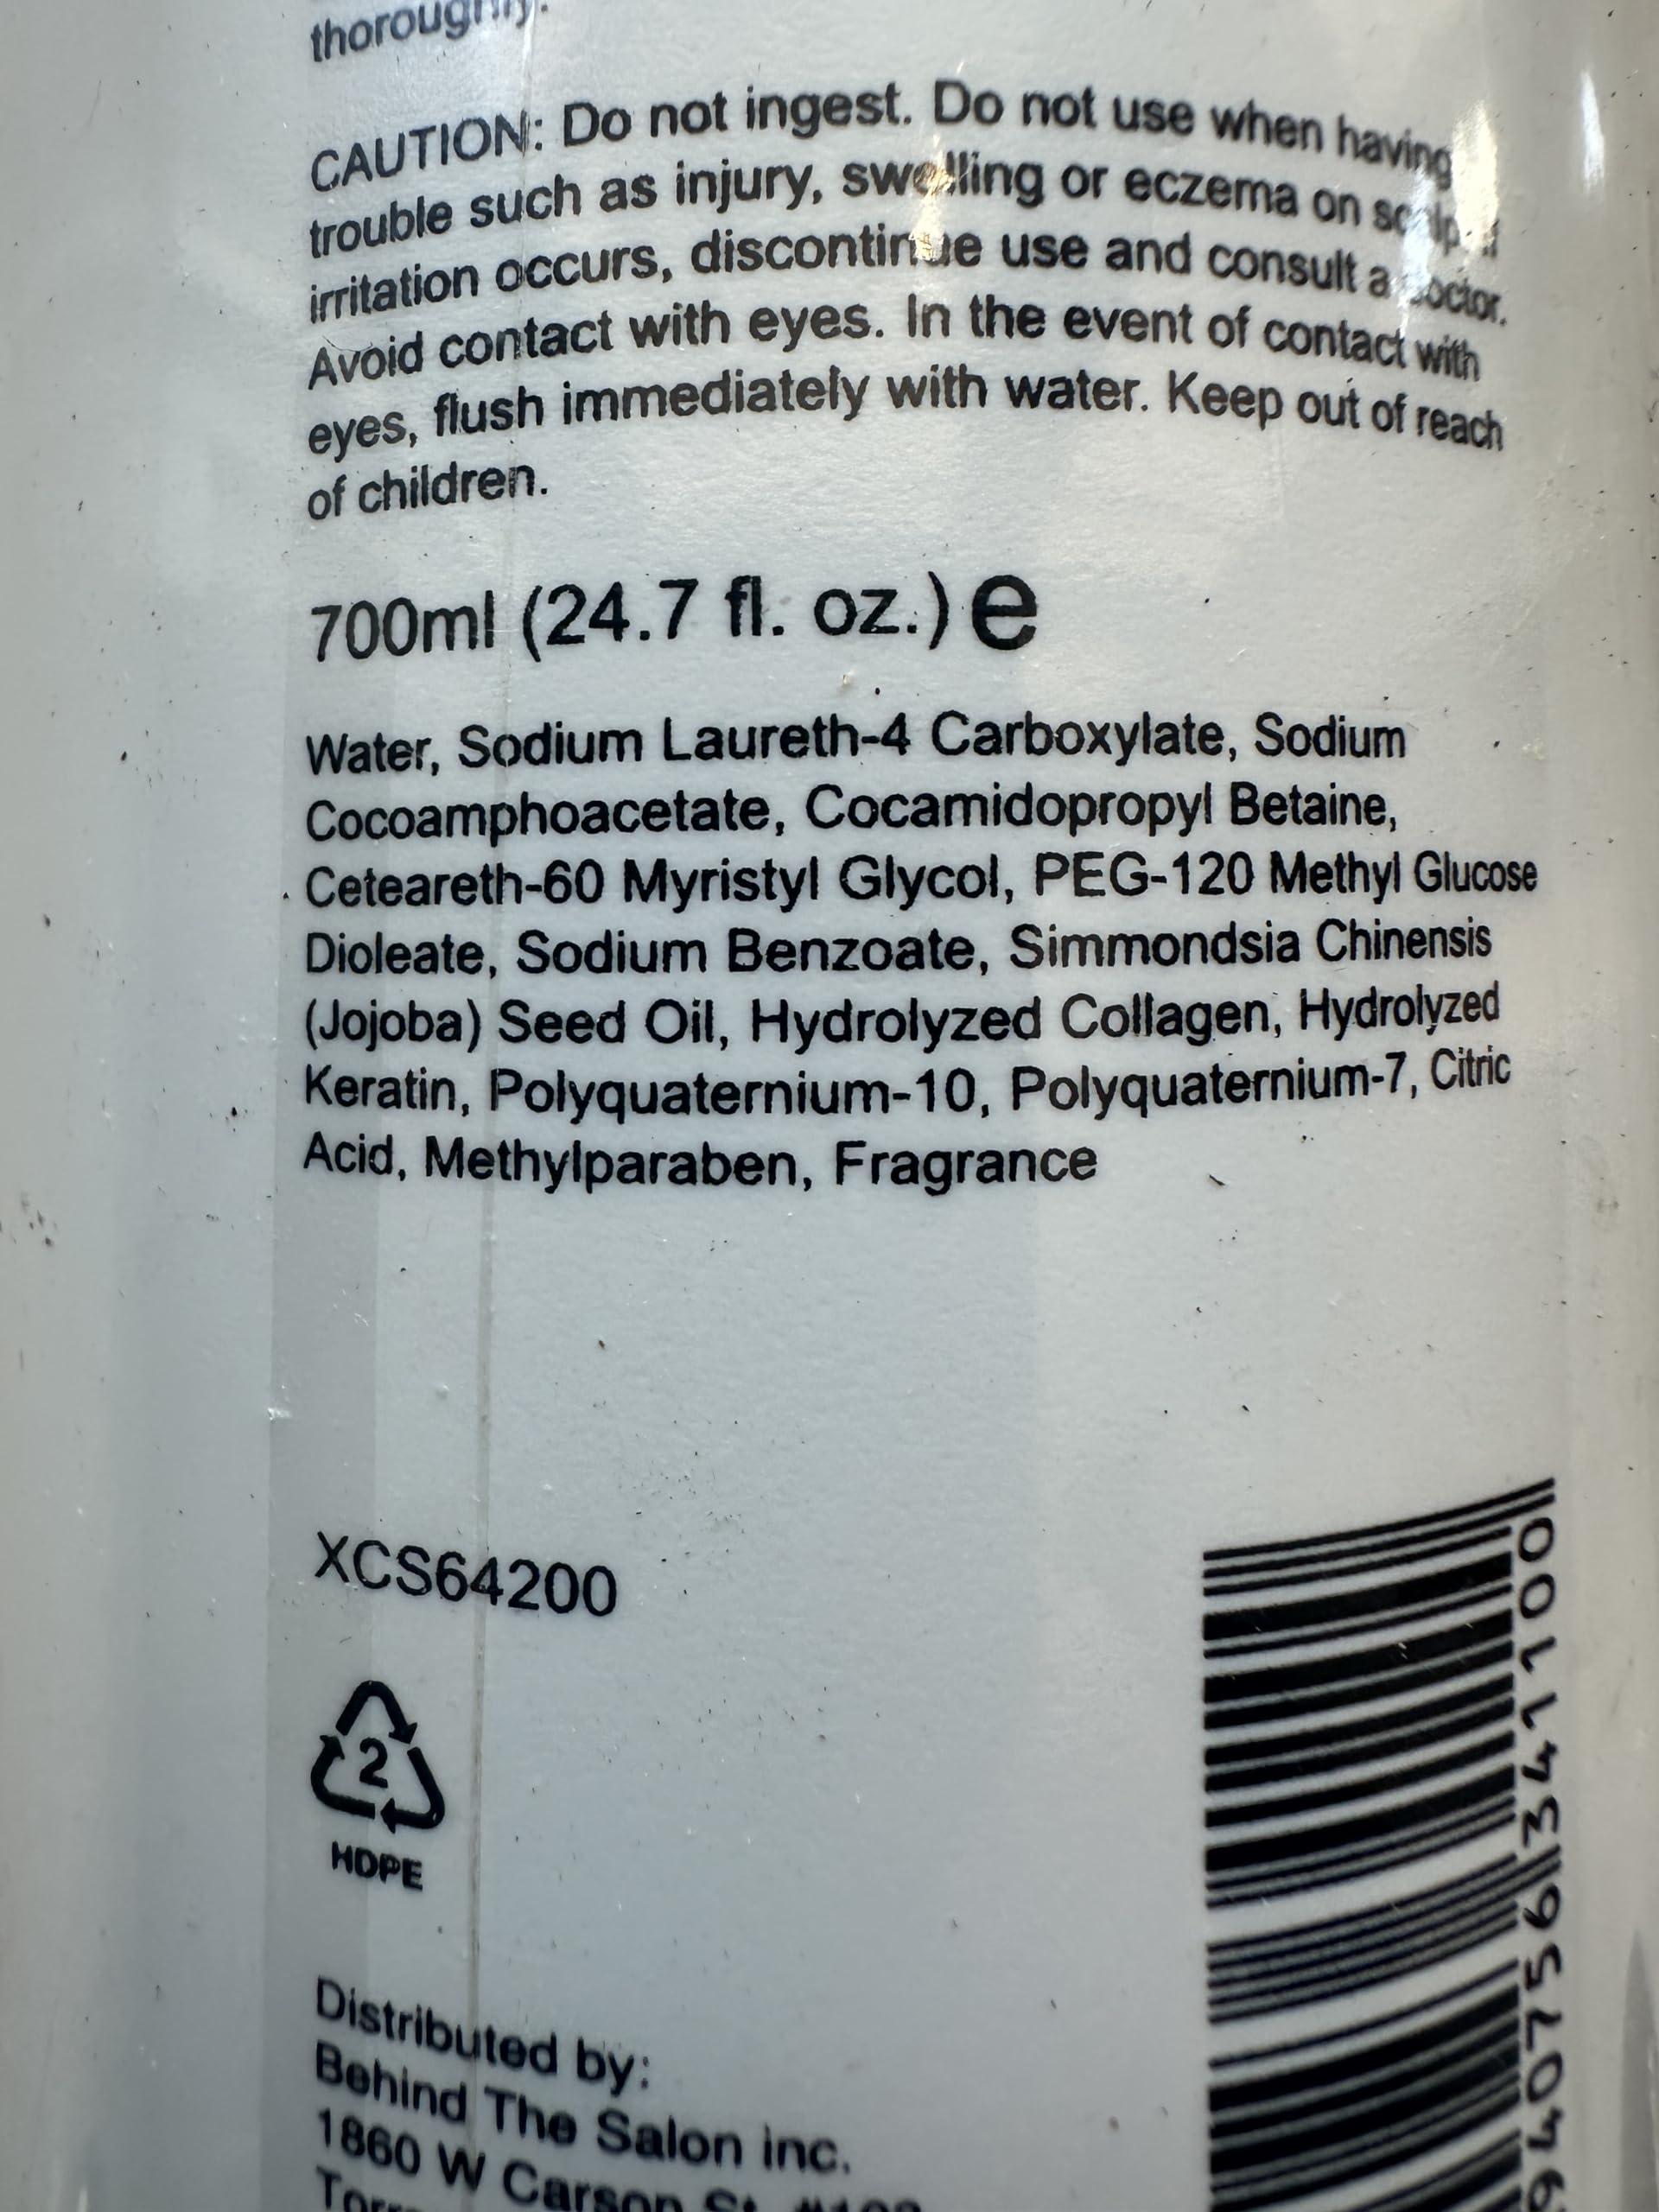 thoroughly.
CAUTION: Do not ingest. Do not use when having
trouble such as injury, swelling or eczema on scalp. If
irritation occurs, discontinue use and consult a doctor.
Avoid contact with eyes. In the event of contact with
eyes, flush immediately with water. Keep out of reach
of children.
700ml (24.7 fl. oz.) e
Water, Sodium Laureth-4 Carboxylate, Sodium
Cocoamphoacetate, Cocamidopropyl Betaine,
Ceteareth-60 Myristyl Glycol, PEG-120 Methyl Glucose
Dioleate, Sodium Benzoate, Simmondsia Chinensis
(Jojoba) Seed Oil, Hydrolyzed Collagen, Hydrolyzed
Keratin, Polyquaternium-10, Polyquaternium-7, Citric
Acid, Methylparaben, Fragrance
XCS64200
2
HDPE
940756 341100
Distributed by:
Behind The Salon inc.
1860 W Carson St.